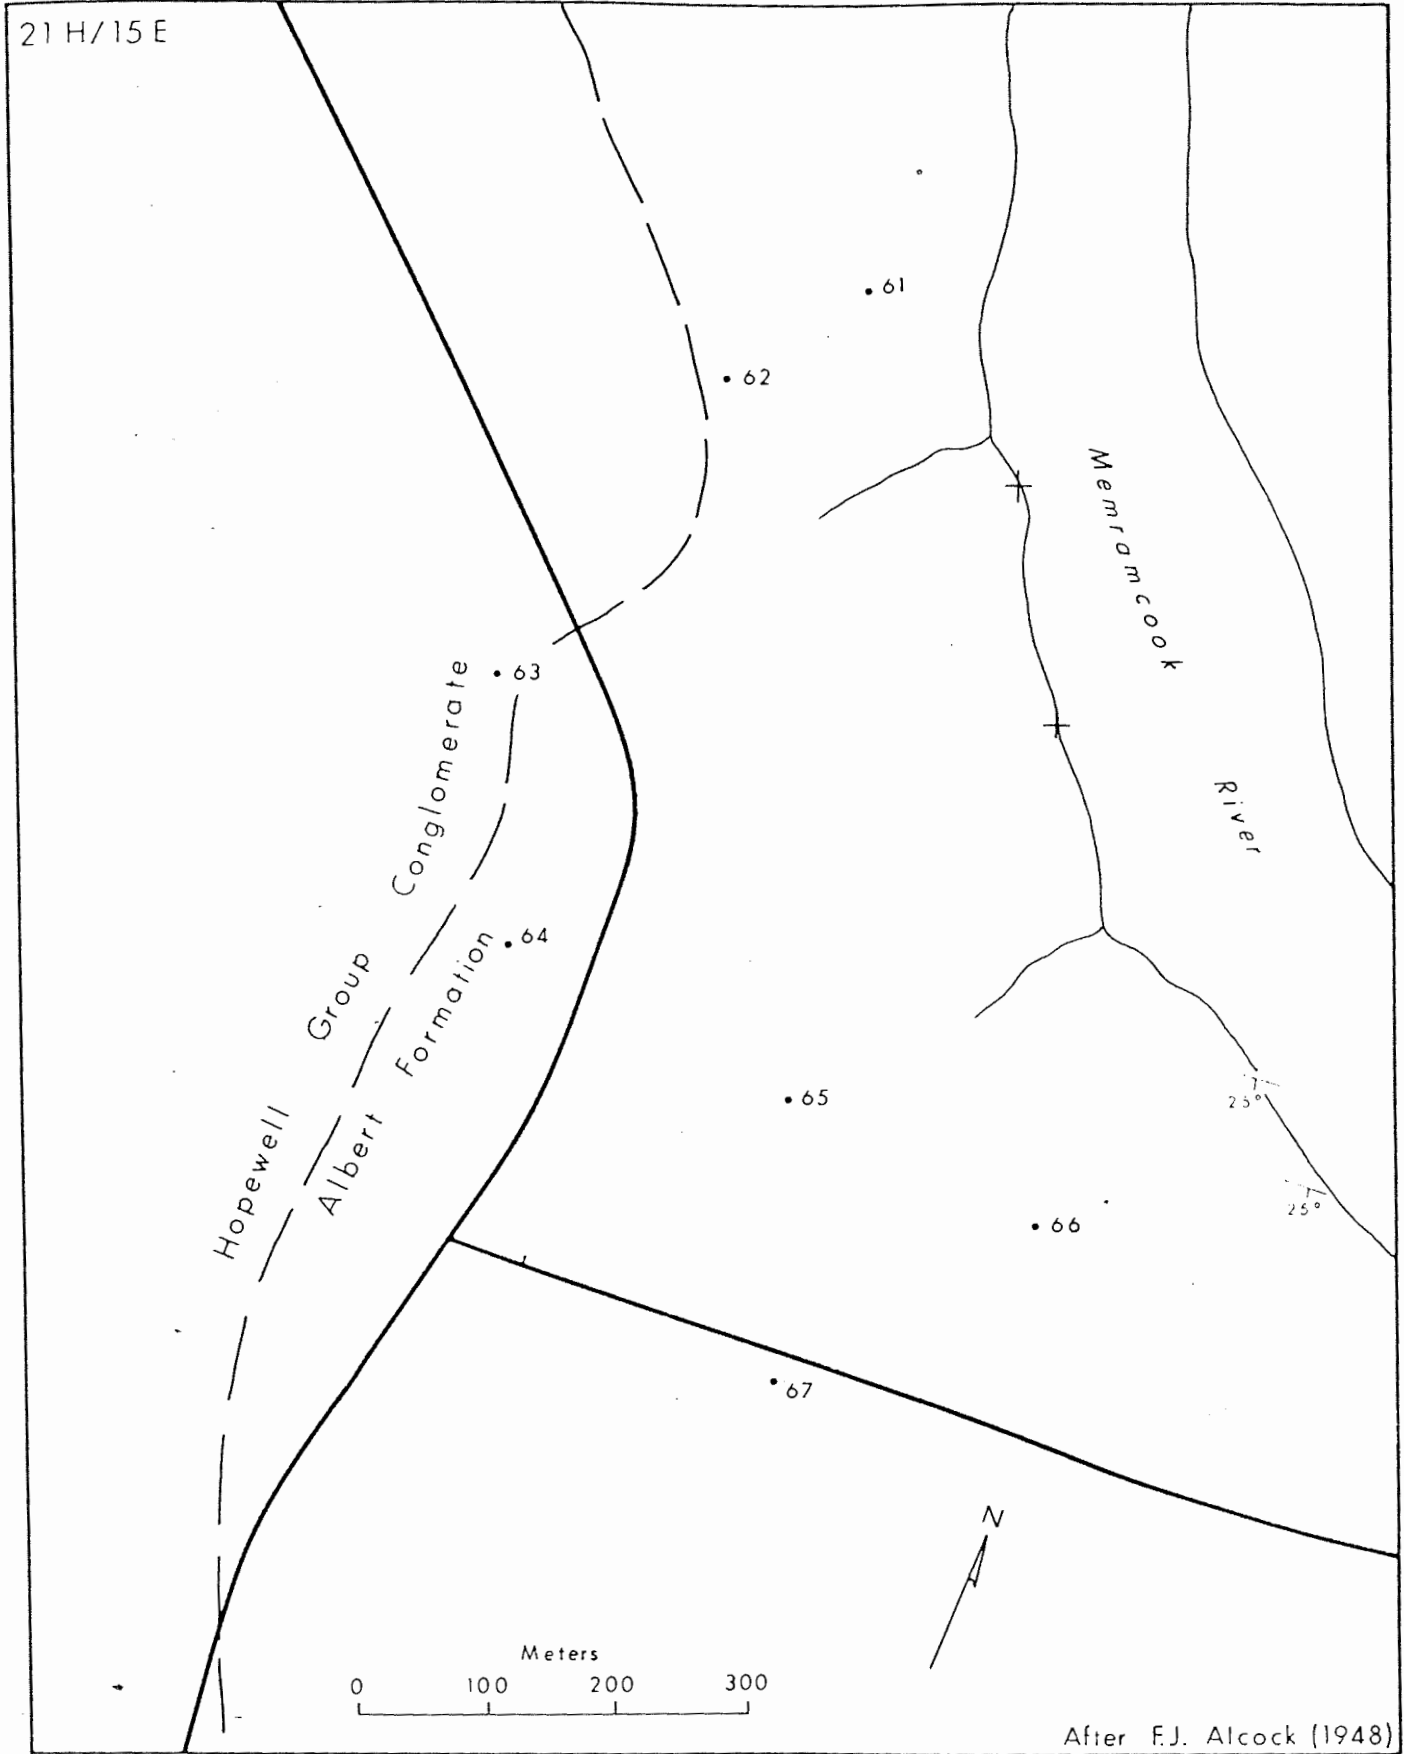 21 H/15 E
61
62
Memramcook River
63
Hopewell Group Conglomerate
64
Albert Formation
65
25°
25°
66
67
N
Meters
0 100 200 300
After F.J. Alcock (1948)